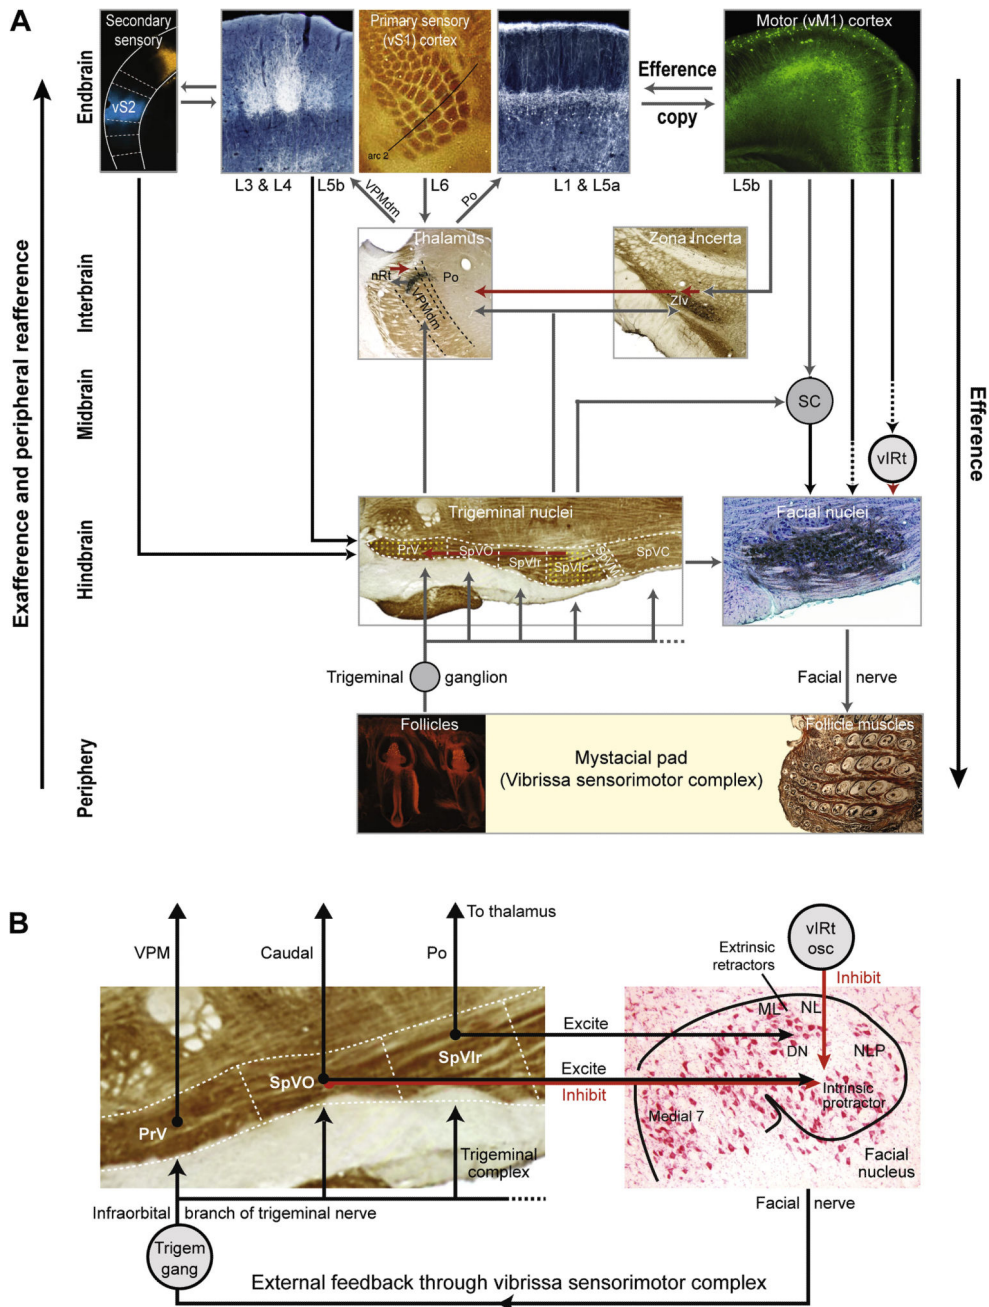 A
Secondary
sensory
Primary sensory
(vS1) cortex
Motor (vM1) cortex
vS2
arc 2
Efference
copy
L3 & L4
L5b
VPMdm
L6
Po
L1 & L5a
L5b
Endbrain
Interbrain
Midbrain
Hindbrain
Periphery
Exafference and peripheral reafference
Efference
Thalamus
nRt
Po
VPMdm
Zona Incerta
ZIv
SC
vIRt
Trigeminal nuclei
PrV
SpVO
SpVIr
SpVIc
SpVC
Facial nuclei
Trigeminal
ganglion
Facial
nerve
Follicles
Mystacial pad
(Vibrissa sensorimotor complex)
Follicle muscles
B
VPM
Caudal
Po
To thalamus
vIRt
osc
Extrinsic
retractors
Inhibit
ML
NL
DN
NLP
Excite
Excite
Inhibit
Intrinsic
protractor
Medial 7
Facial
nucleus
PrV
SpVO
SpVIr
Trigeminal
complex
Infraorbital
branch of trigeminal nerve
Trigem
gang
Facial
nerve
External feedback through vibrissa sensorimotor complex